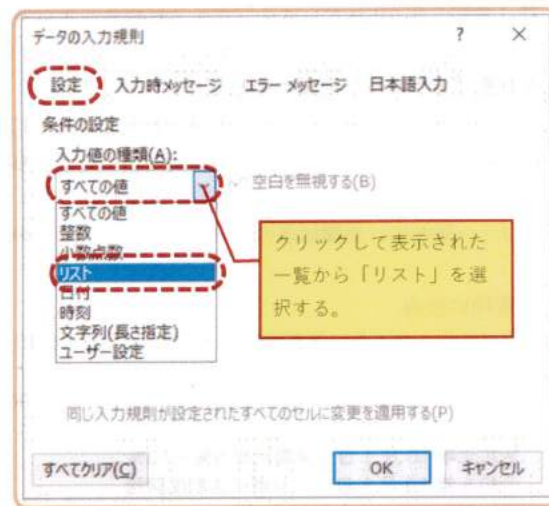 データの入力規則 ? ×
設定 入力時メッセージ エラー メッセージ 日本語入力
条件の設定
入力値の種類(A):
すべての値 空白を無視する(B)
すべての値
整数
小数点数
リスト
日付
時刻
文字列(長さ指定)
ユーザー設定
クリックして表示された
一覧から「リスト」を選
択する。
同じ入力規則が設定されたすべてのセルに変更を適用する(P)
すべてクリア(C) OK キャンセル